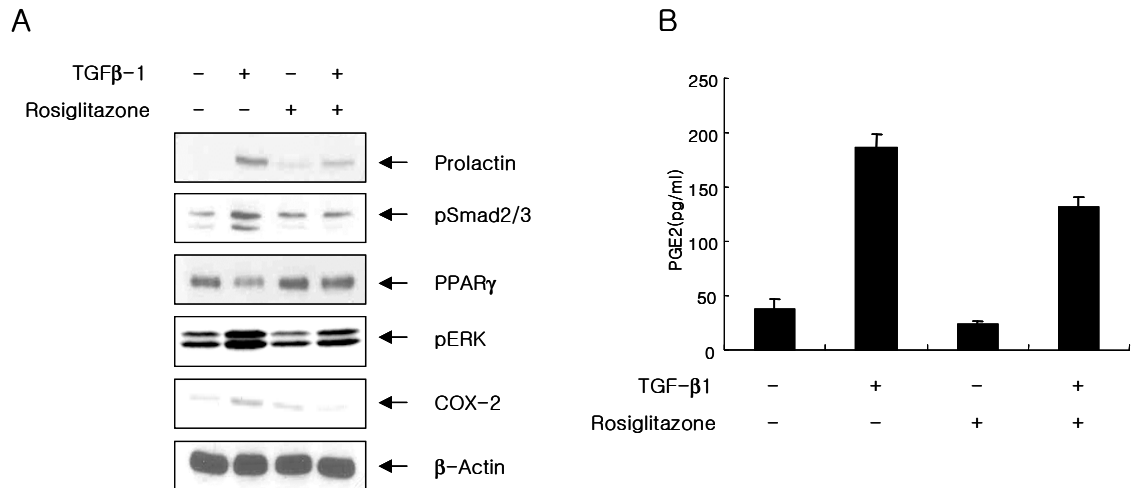 A
TGFβ-1 − + − +
Rosiglitazone − − + +
Prolactin
pSmad2/3
PPARγ
pERK
COX-2
β-Actin
B
PGE2(pg/ml)
250
200
150
100
50
0
TGF-β1 − + − +
Rosiglitazone − − + +